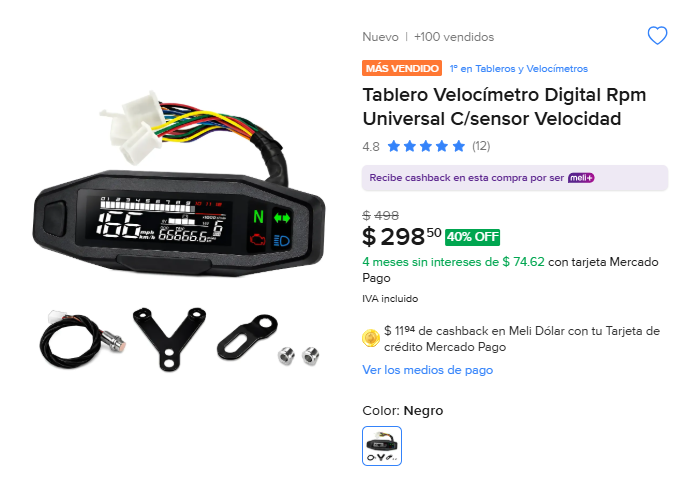 Nuevo | +100 vendidos
MÁS VENDIDO 1° en Tableros y Velocímetros
Tablero Velocímetro Digital Rpm
Universal C/sensor Velocidad
4.8 (12)
Recibe cashback en esta compra por ser meli+
$ 498
$ 298 50 40% OFF
4 meses sin intereses de $ 74.62 con tarjeta Mercado
Pago
IVA incluido
$ 11 94 de cashback en Meli Dólar con tu Tarjeta de
crédito Mercado Pago
Ver los medios de pago
Color: Negro
N
166 mph
km/h
66666.6
6